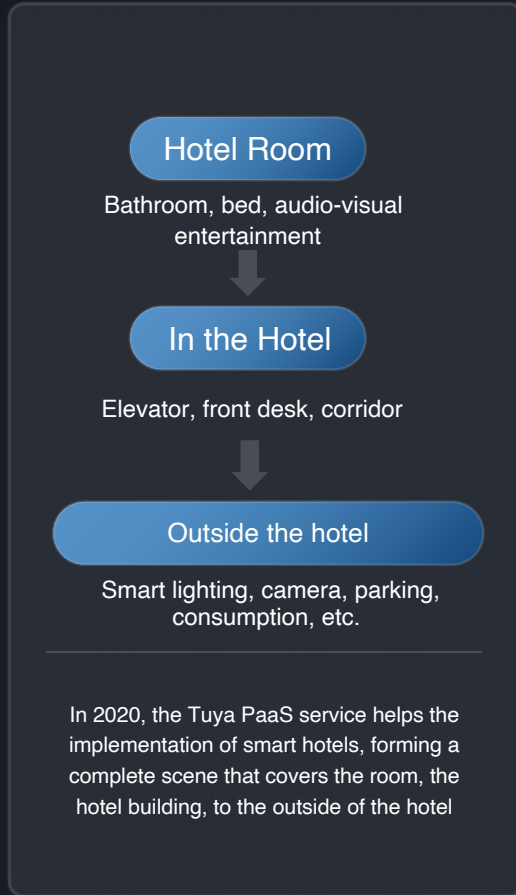 Hotel Room
Bathroom, bed, audio-visual
entertainment
In the Hotel
Elevator, front desk, corridor
Outside the hotel
Smart lighting, camera, parking,
consumption, etc.
In 2020, the Tuya PaaS service helps the
implementation of smart hotels, forming a
complete scene that covers the room, the
hotel building, to the outside of the hotel